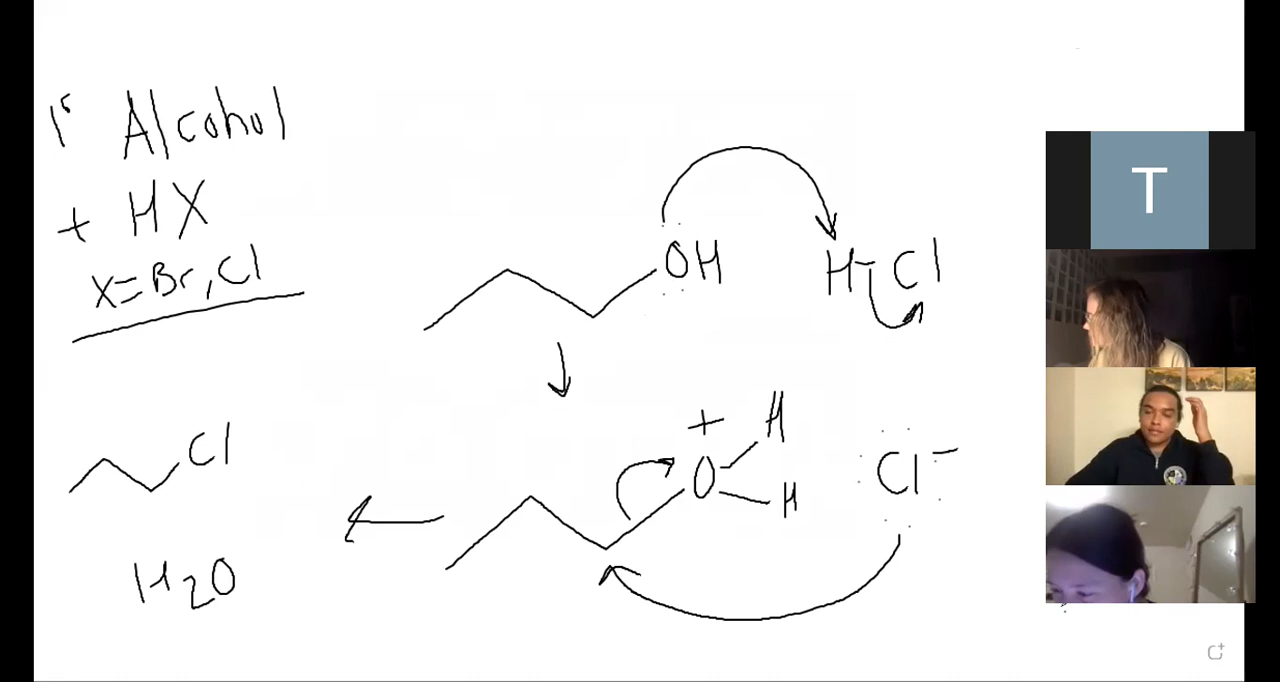 1° Alcohol
+ HX
X=Br, Cl
OH
H-Cl
+
H
O
H
Cl-
Cl
H2O
T